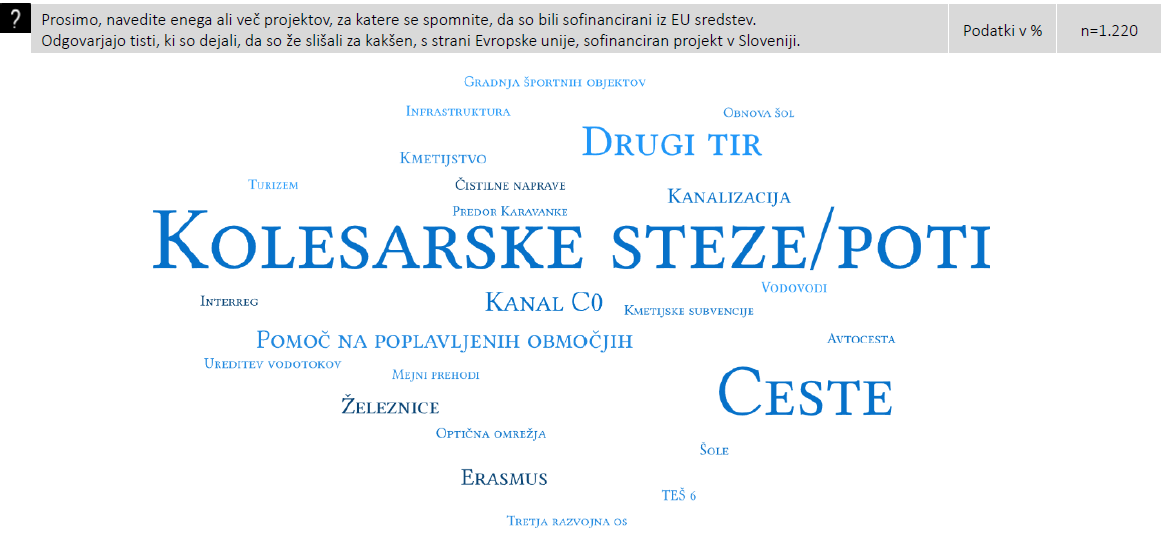 ?
Prosimo, navedite enega ali več projektov, za katere se spomnite, da so bili sofinancirani iz EU sredstev.
Odgovarjajo tisti, ki so dejali, da so že slišali za kakšen, s strani Evropske unije, sofinanciran projekt v Sloveniji.
Podatki v %
n=1.220
Gradnja športnih objektov
Infrastruktura
Obnova šol
Drugi tir
Kmetijstvo
Turizem
Čistilne naprave
Kanalizacija
Predor Karavanke
Kolesarske steze/poti
Vodovodi
Interreg
Kanal C0
Kmetijske subvencije
Pomoč na poplavljenih območjih
Avtocesta
Ureditev vodotokov
Mejni prehodi
Ceste
Železnice
Optična omrežja
Šole
Erasmus
TEŠ 6
Tretja razvojna os